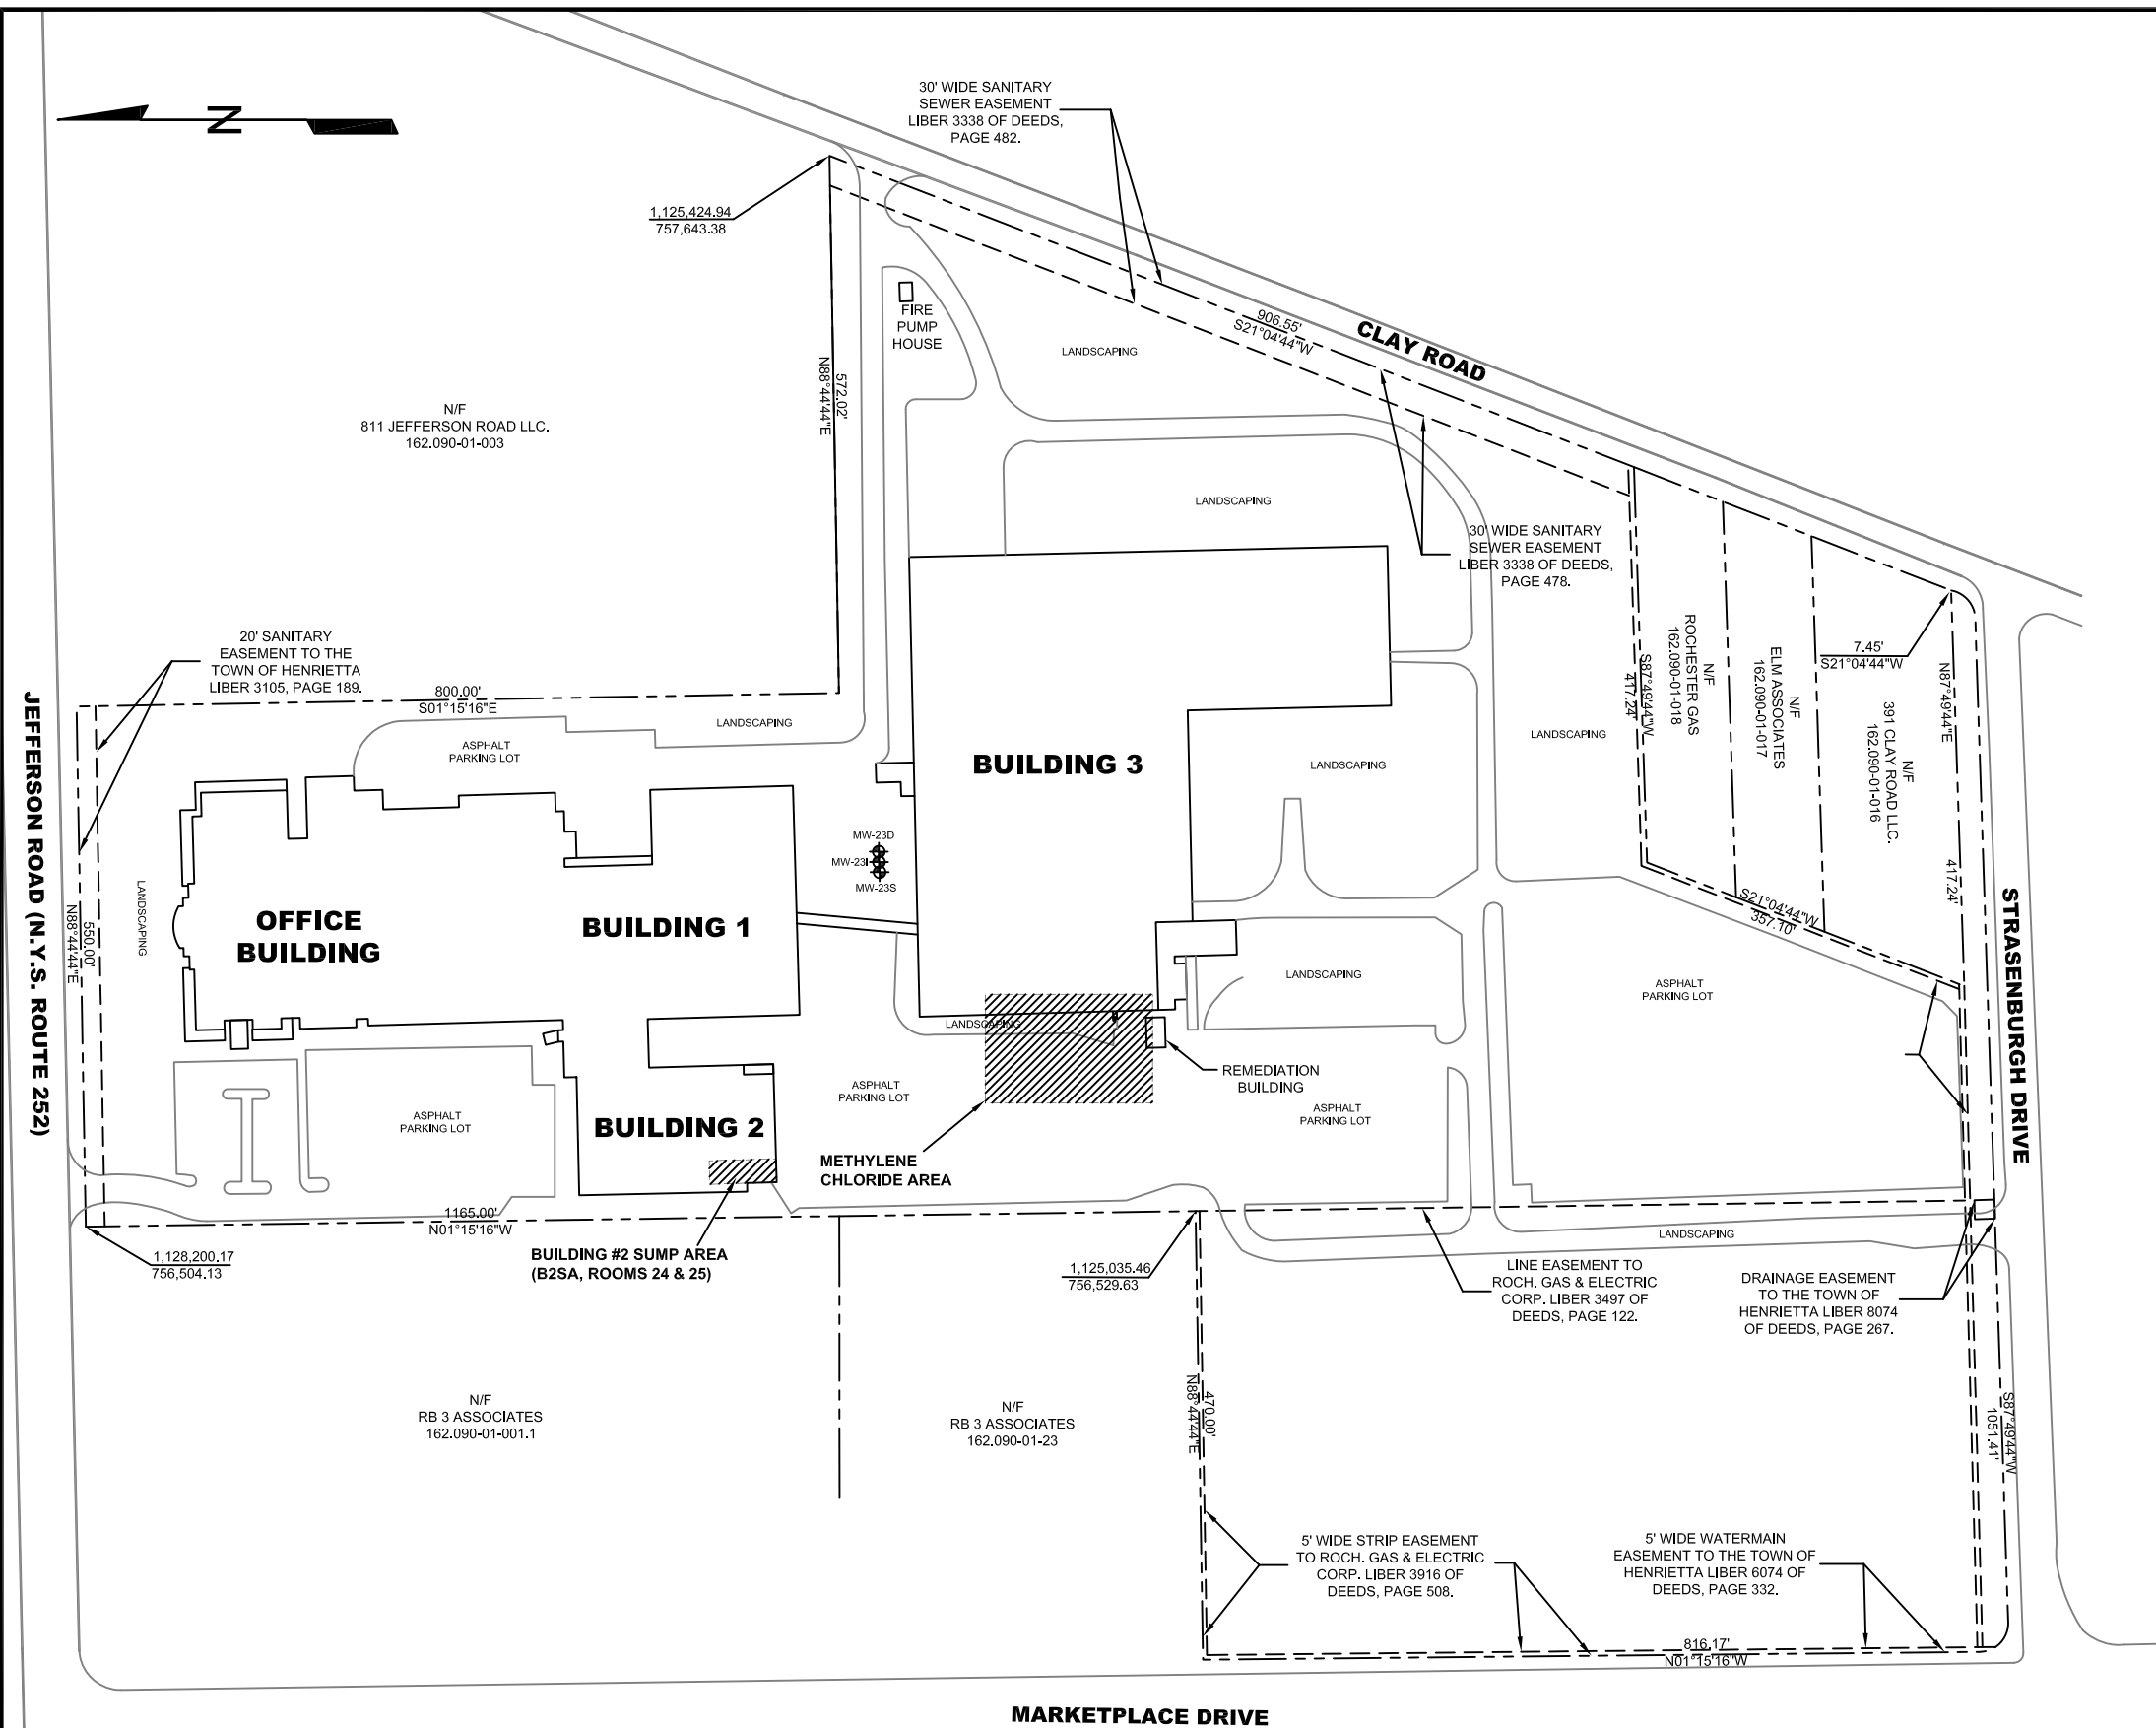 N
30' WIDE SANITARY
SEWER EASEMENT
LIBER 3338 OF DEEDS,
PAGE 482.
1,125,424.94
757,643.38
FIRE
PUMP
HOUSE
LANDSCAPING
906.55'
S21°04'44"W
CLAY ROAD
572.02'
N88°44'44"E
N/F
811 JEFFERSON ROAD LLC.
162.090-01-003
LANDSCAPING
30' WIDE SANITARY
SEWER EASEMENT
LIBER 3338 OF DEEDS,
PAGE 478.
20' SANITARY
EASEMENT TO THE
TOWN OF HENRIETTA
LIBER 3105, PAGE 189.
800.00'
S01°15'16"E
LANDSCAPING
ASPHALT
PARKING LOT
BUILDING 3
LANDSCAPING
LANDSCAPING
S87°49'44"W
417.24'
N/F
ROCHESTER GAS
162.090-01-018
N/F
ELM ASSOCIATES
162.090-01-017
7.45'
S21°04'44"W
N/F
391 CLAY ROAD LLC.
162.090-01-016
N87°49'44"E
417.24'
JEFFERSON ROAD (N.Y.S. ROUTE 252)
550.00'
N88°44'44"E
LANDSCAPING
OFFICE
BUILDING
BUILDING 1
MW-23D
MW-23I
MW-23S
S21°04'44"W
357.10'
STRASENBURGH DRIVE
LANDSCAPING
ASPHALT
PARKING LOT
LANDSCAPING
REMEDIATION
BUILDING
ASPHALT
PARKING LOT
ASPHALT
PARKING LOT
ASPHALT
PARKING LOT
BUILDING 2
METHYLENE
CHLORIDE AREA
1165.00'
N01°15'16"W
1,128,200.17
756,504.13
BUILDING #2 SUMP AREA
(B2SA, ROOMS 24 & 25)
1,125,035.46
756,529.63
LANDSCAPING
LINE EASEMENT TO
ROCH. GAS & ELECTRIC
CORP. LIBER 3497 OF
DEEDS, PAGE 122.
DRAINAGE EASEMENT
TO THE TOWN OF
HENRIETTA LIBER 8074
OF DEEDS, PAGE 267.
N/F
RB 3 ASSOCIATES
162.090-01-001.1
N/F
RB 3 ASSOCIATES
162.090-01-23
470.00'
N88°44'44"E
S87°49'44"W
1051.41'
5' WIDE STRIP EASEMENT
TO ROCH. GAS & ELECTRIC
CORP. LIBER 3916 OF
DEEDS, PAGE 508.
5' WIDE WATERMAIN
EASEMENT TO THE TOWN OF
HENRIETTA LIBER 6074 OF
DEEDS, PAGE 332.
816.17'
N01°15'16"W
MARKETPLACE DRIVE